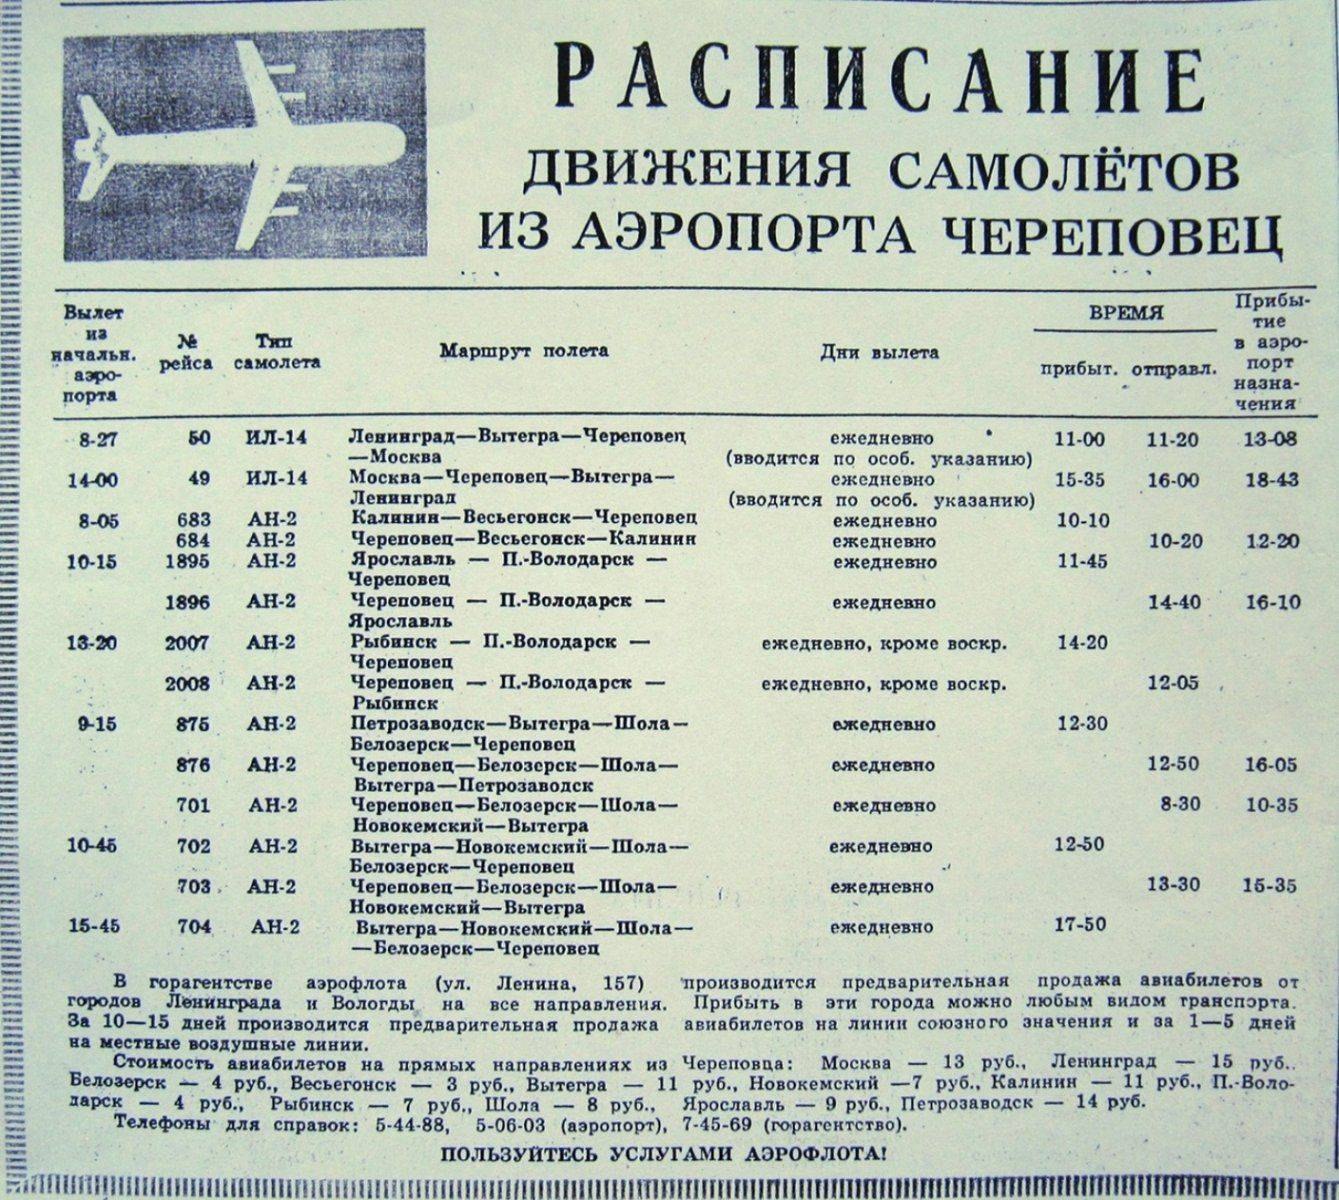 РАСПИСАНИЕ
ДВИЖЕНИЯ САМОЛЁТОВ
ИЗ АЭРОПОРТА ЧЕРЕПОВЕЦ
Вылет из начальн. аэро-порта № рейса Тип самолета Маршрут полета Дни вылета ВРЕМЯ прибыт. отправл. Прибы-тие в аэро-порт назна-чения
8-27 50 ИЛ-14 Ленинград—Вытегра—Череповец ежедневно 11-00 11-20 13-08
—Москва (вводится по особ. указанию)
14-00 49 ИЛ-14 Москва—Череповец—Вытегра— ежедневно 15-35 16-00 18-43
Ленинград (вводится по особ. указанию)
8-05 683 АН-2 Калинин—Весьегонск—Череповец ежедневно 10-10
684 АН-2 Череповец—Весьегонск—Калинин ежедневно 10-20 12-20
10-15 1895 АН-2 Ярославль — П.-Володарск — ежедневно 11-45
Череповец
1896 АН-2 Череповец — П.-Володарск — ежедневно 14-40 16-10
Ярославль
13-20 2007 АН-2 Рыбинск — П.-Володарск — ежедневно, кроме воскр. 14-20
Череповец
2008 АН-2 Череповец — П.-Володарск — ежедневно, кроме воскр. 12-05
Рыбинск
9-15 875 АН-2 Петрозаводск—Вытегра—Шола— ежедневно 12-30
Белозерск—Череповец
876 АН-2 Череповец—Белозерск—Шола— ежедневно 12-50 16-05
Вытегра—Петрозаводск
701 АН-2 Череповец—Белозерск—Шола— ежедневно 8-30 10-35
Новокемский—Вытегра
10-45 702 АН-2 Вытегра—Новокемский—Шола— ежедневно 12-50
Белозерск—Череповец
703 АН-2 Череповец—Белозерск—Шола— ежедневно 13-30 15-35
Новокемский—Вытегра
15-45 704 АН-2 Вытегра—Новокемский—Шола— ежедневно 17-50
—Белозерск—Череповец
В горагентстве аэрофлота (ул. Ленина, 157) производится предварительная продажа авиабилетов от
городов Ленинграда и Вологды на все направления. Прибыть в эти города можно любым видом транспорта.
За 10—15 дней производится предварительная продажа авиабилетов на линии союзного значения и за 1—5 дней
на местные воздушные линии.
Стоимость авиабилетов на прямых направлениях из Череповца: Москва — 13 руб., Ленинград — 15 руб..
Белозерск — 4 руб., Весьегонск — 3 руб., Вытегра — 11 руб., Новокемский —7 руб., Калинин — 11 руб., П.-Воло-
дарск — 4 руб., Рыбинск — 7 руб., Шола — 8 руб., Ярославль — 9 руб., Петрозаводск — 14 руб.
Телефоны для справок: 5-44-88, 5-06-03 (аэропорт), 7-45-69 (горагентство).
ПОЛЬЗУЙТЕСЬ УСЛУГАМИ АЭРОФЛОТА!